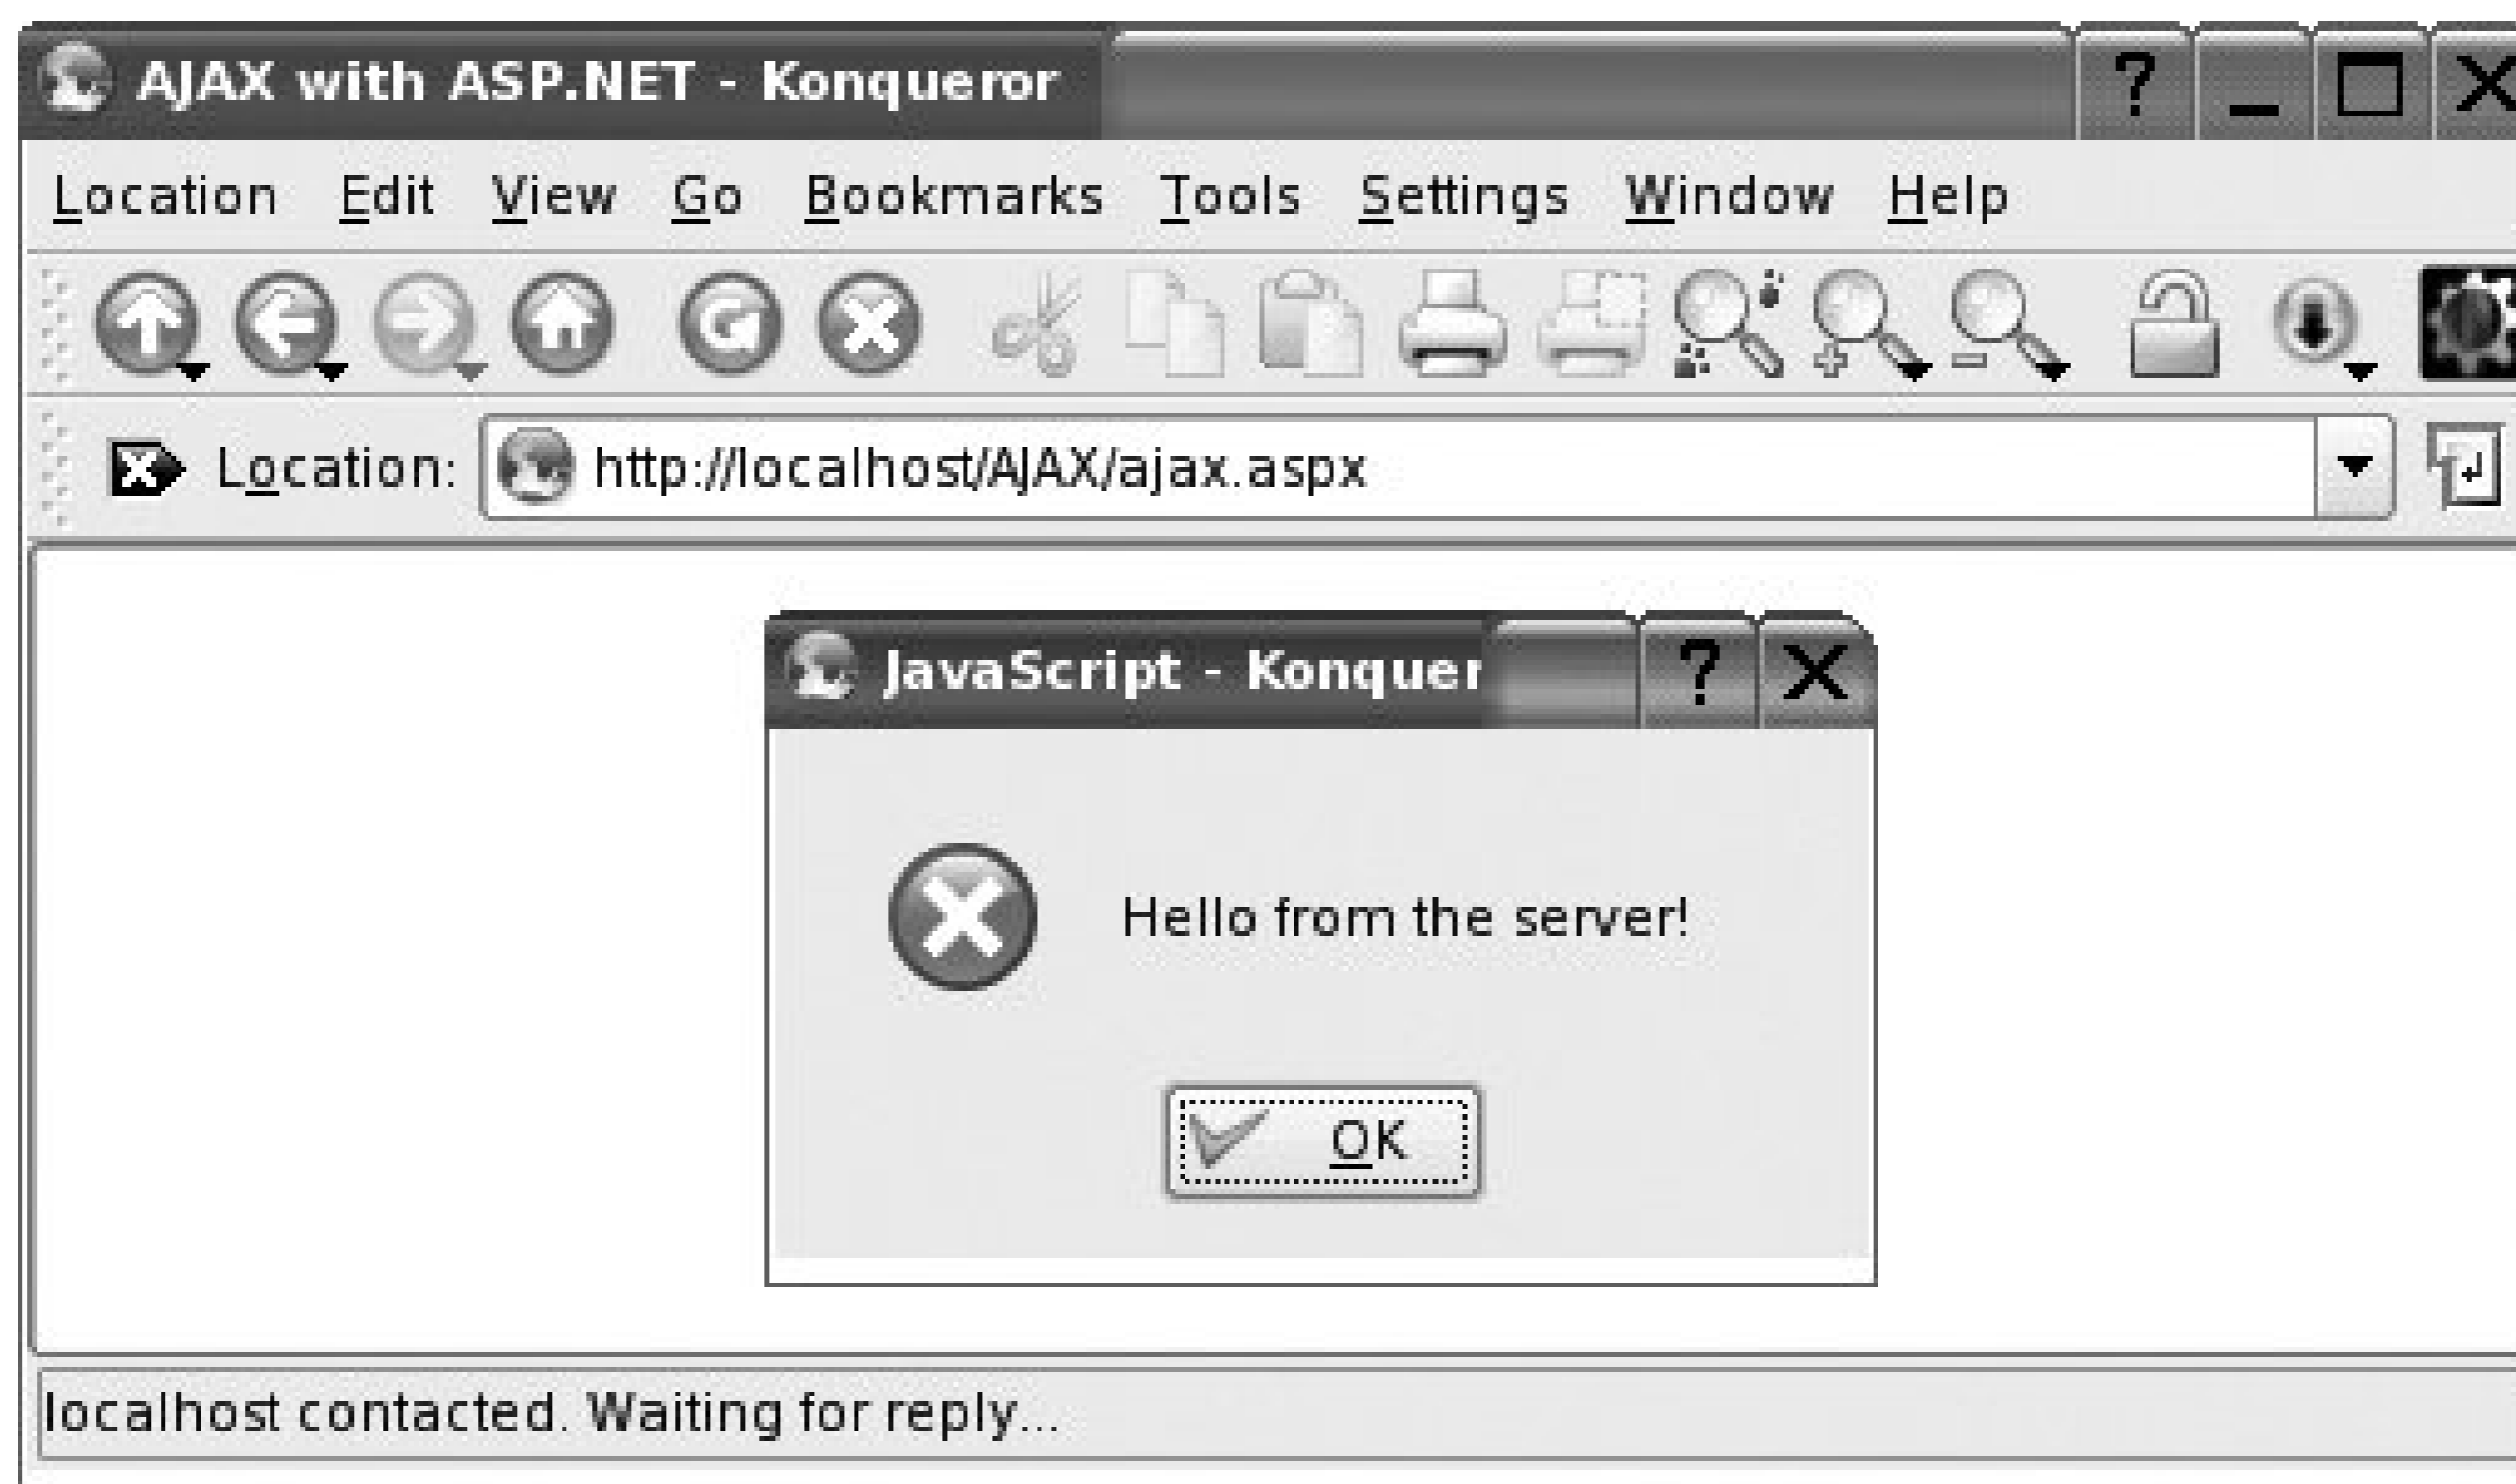 AJAX with ASP.NET - Konqueror
Location Edit View Go Bookmarks Tools Settings Window Help
Location: http://localhost/AJAX/ajax.aspx
JavaScript - Konquer
Hello from the server!
OK
localhost contacted. Waiting for reply...